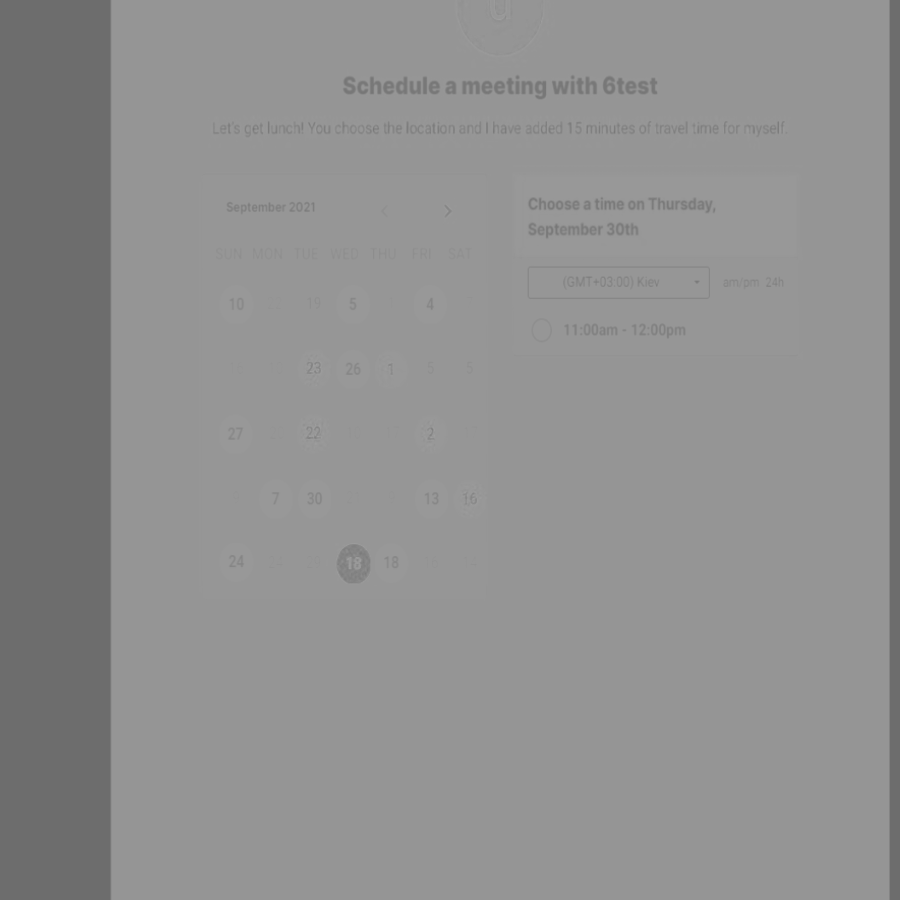 Schedule a meeting with 6test
Let's get lunch! You choose the location and I have added 15 minutes of travel time for myself.
September 2021
SUN MON TUE WED THU FRI SAT
10 19 5 4
23 26 1 5 5
27 22 2
7 30 13 16
24 18 18
Choose a time on Thursday,
September 30th
(GMT+03:00) Kiev
am/pm 24h
11:00am - 12:00pm